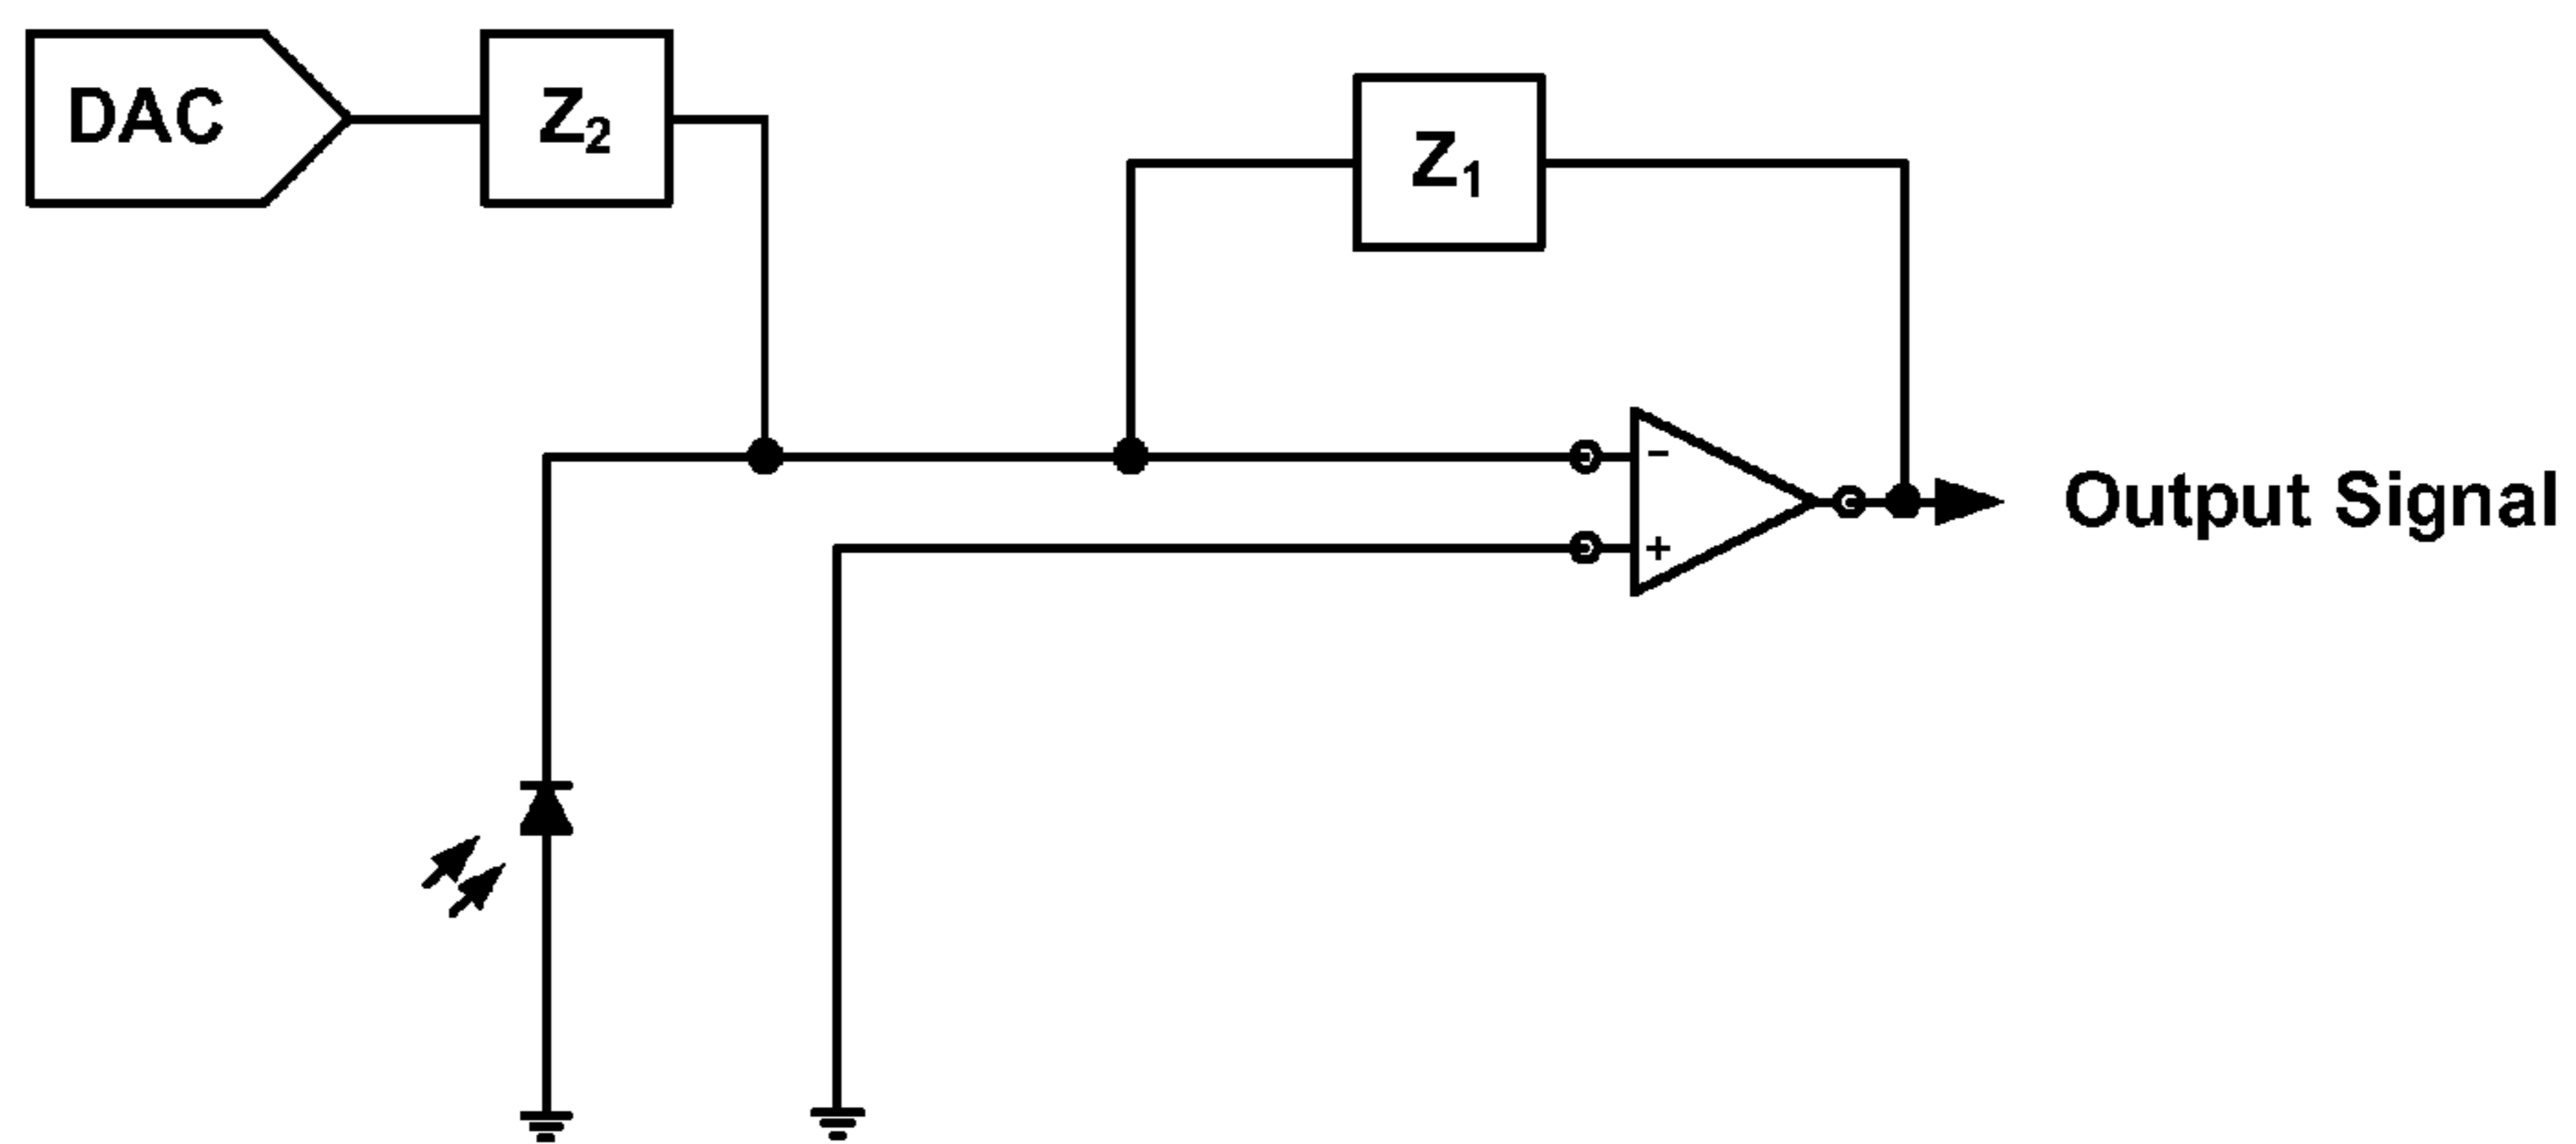 DAC
Z₂
Z₁
−
+
Output Signal